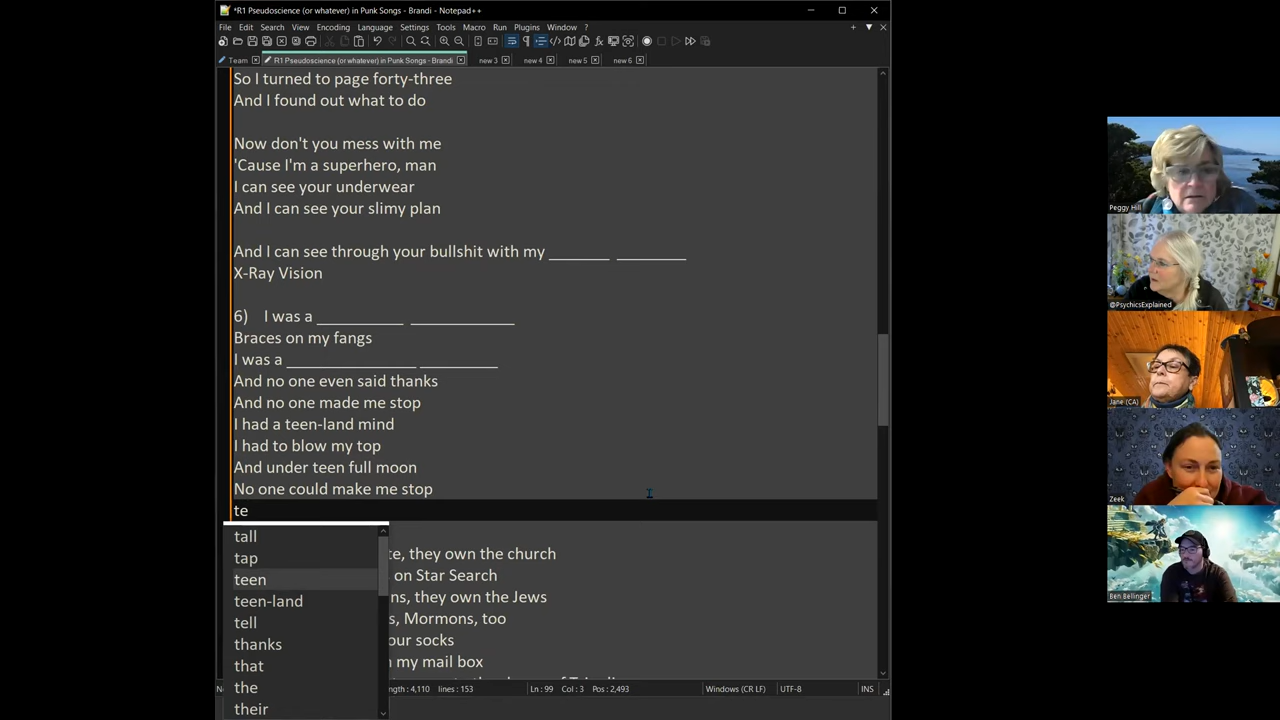 *R1 Pseudoscience (or whatever) in Punk Songs - Brandi - Notepad++
File Edit Search View Encoding Language Settings Tools Macro Run Plugins Window ?
Team R1 Pseudoscience (or whatever) in Punk Songs - Brandi new 3 new 4 new 5 new 6
So I turned to page forty-three
And I found out what to do
Now don't you mess with me
'Cause I'm a superhero, man
I can see your underwear
And I can see your slimy plan
And I can see through your bullshit with my _______ ________
X-Ray Vision
6) I was a __________ ____________
Braces on my fangs
I was a _______________ _________
And no one even said thanks
And no one made me stop
I had a teen-land mind
I had to blow my top
And under teen full moon
No one could make me stop
te
tall
tap
teen
teen-land
tell
thanks
that
the
their
te, they own the church
on Star Search
ns, they own the Jews
s, Mormons, too
our socks
my mail box
length : 4,110 lines : 153 Ln : 99 Col : 3 Pos : 2,493 Windows (CR LF) UTF-8 INS
Peggy Hill
@PsychicsExplained
Jane (CA)
Zeek
Ben Bellinger